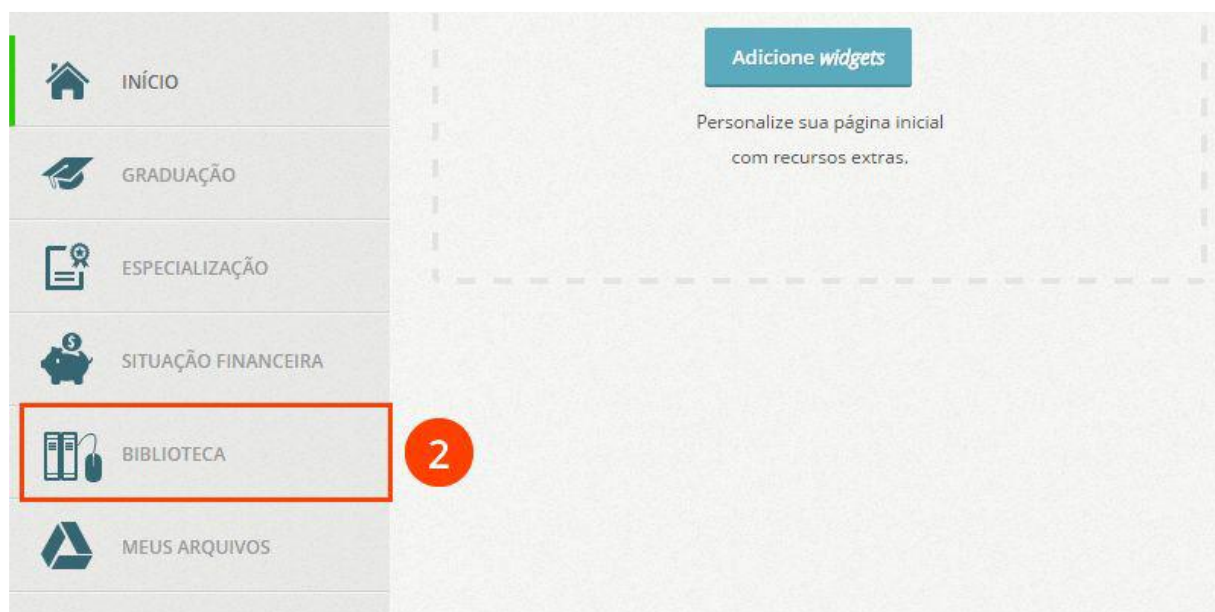 INÍCIO
GRADUAÇÃO
ESPECIALIZAÇÃO
SITUAÇÃO FINANCEIRA
BIBLIOTECA
2
MEUS ARQUIVOS
Adicione widgets
Personalize sua página inicial
com recursos extras.